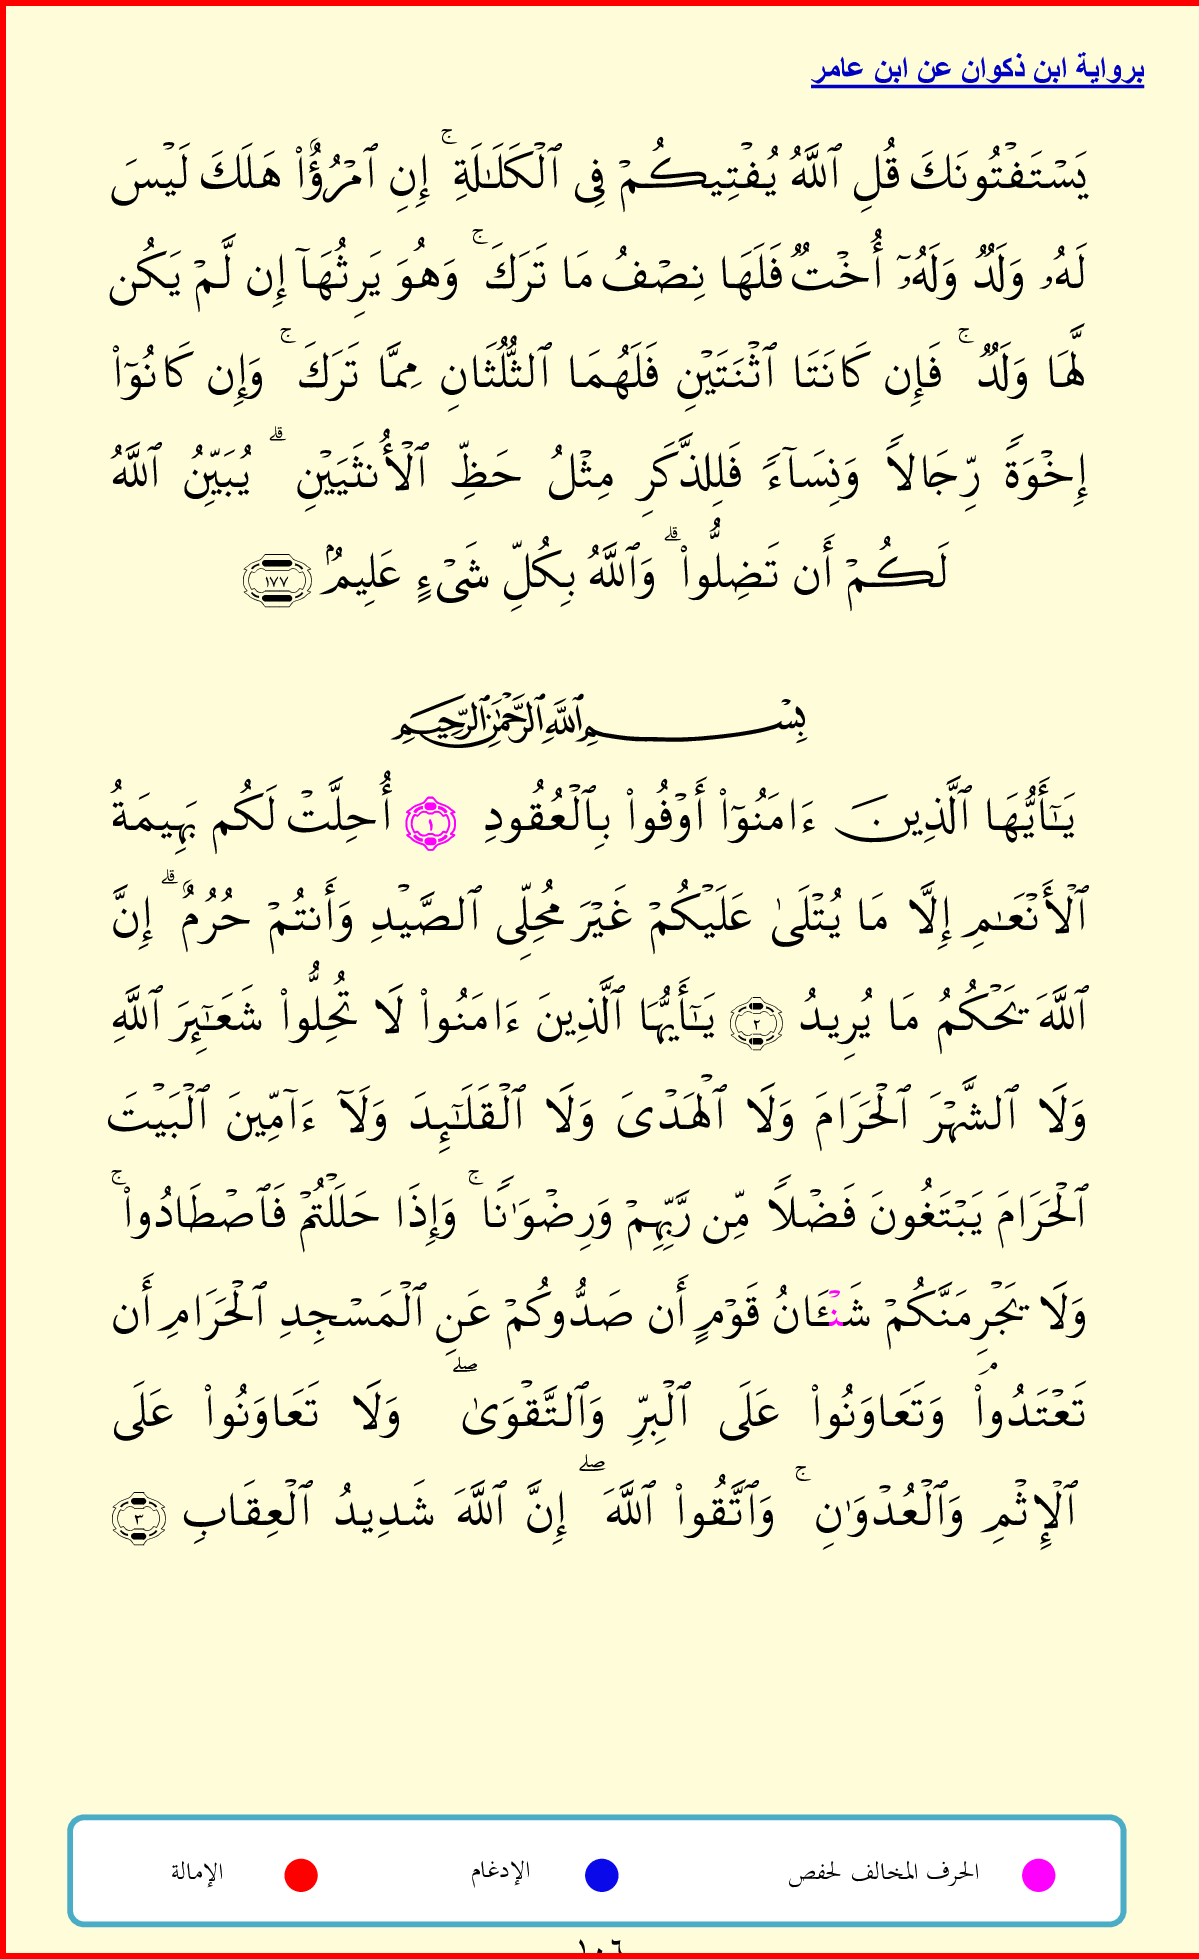 برواية ابن ذكوان عن ابن عامر
يَسۡتَفۡتُونَكَ قُلِ ٱللَّهُ يُفۡتِيكُمۡ فِي ٱلۡكَلَٰلَةِۚ إِنِ ٱمۡرُؤٌاْ هَلَكَ لَيۡسَ
لَهُۥ وَلَدٞ وَلَهُۥٓ أُخۡتٞ فَلَهَا نِصۡفُ مَا تَرَكَۚ وَهُوَ يَرِثُهَآ إِن لَّمۡ يَكُن
لَّهَا وَلَدٞۚ فَإِن كَانَتَا ٱثۡنَتَيۡنِ فَلَهُمَا ٱلثُّلُثَانِ مِمَّا تَرَكَۚ وَإِن كَانُوٓاْ
إِخۡوَةٗ رِّجَالٗا وَنِسَآءٗ فَلِلذَّكَرِ مِثۡلُ حَظِّ ٱلۡأُنثَيَيۡنِۗ يُبَيِّنُ ٱللَّهُ
لَكُمۡ أَن تَضِلُّواْۗ وَٱللَّهُ بِكُلِّ شَيۡءٍ عَلِيمُۢ ١٧٧
بِسۡمِ ٱللَّهِ ٱلرَّحۡمَٰنِ ٱلرَّحِيمِ
يَٰٓأَيُّهَا ٱلَّذِينَ ءَامَنُوٓاْ أَوۡفُواْ بِٱلۡعُقُودِ ١ أُحِلَّتۡ لَكُم بَهِيمَةُ
ٱلۡأَنۡعَٰمِ إِلَّا مَا يُتۡلَىٰ عَلَيۡكُمۡ غَيۡرَ مُحِلِّي ٱلصَّيۡدِ وَأَنتُمۡ حُرُمٌۗ إِنَّ
ٱللَّهَ يَحۡكُمُ مَا يُرِيدُ ٢ يَٰٓأَيُّهَا ٱلَّذِينَ ءَامَنُواْ لَا تُحِلُّواْ شَعَٰٓئِرَ ٱللَّهِ
وَلَا ٱلشَّهۡرَ ٱلۡحَرَامَ وَلَا ٱلۡهَدۡيَ وَلَا ٱلۡقَلَٰٓئِدَ وَلَآ ءَآمِّينَ ٱلۡبَيۡتَ
ٱلۡحَرَامَ يَبۡتَغُونَ فَضۡلٗا مِّن رَّبِّهِمۡ وَرِضۡوَٰنٗاۚ وَإِذَا حَلَلۡتُمۡ فَٱصۡطَادُواْۚ
وَلَا يَجۡرِمَنَّكُمۡ شَنۡـَٔانُ قَوۡمٍ أَن صَدُّوكُمۡ عَنِ ٱلۡمَسۡجِدِ ٱلۡحَرَامِ أَن
تَعۡتَدُواْۘ وَتَعَاوَنُواْ عَلَى ٱلۡبِرِّ وَٱلتَّقۡوَىٰۖ وَلَا تَعَاوَنُواْ عَلَى
ٱلۡإِثۡمِ وَٱلۡعُدۡوَٰنِۚ وَٱتَّقُواْ ٱللَّهَۖ إِنَّ ٱللَّهَ شَدِيدُ ٱلۡعِقَابِ ٣
الحرف المخالف لحفص الإدغام الإمالة
١٠٦